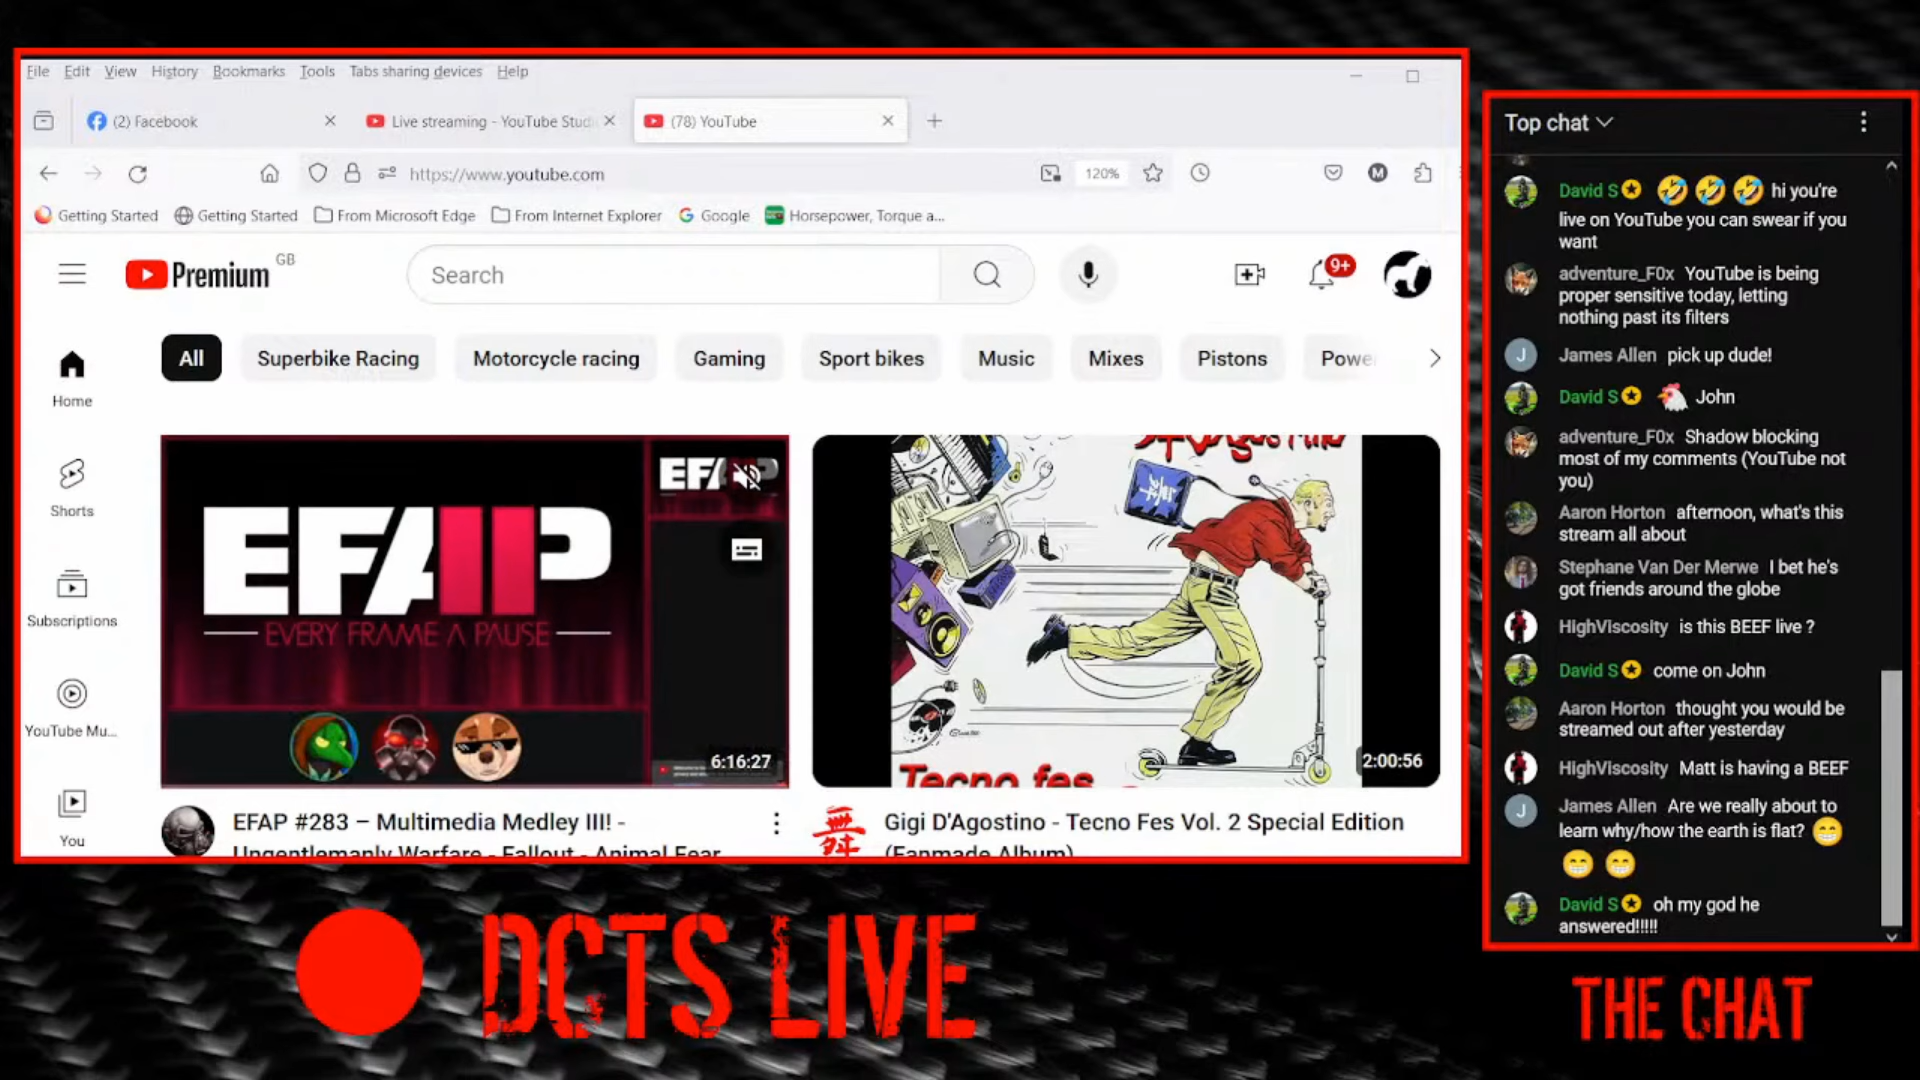 File Edit View History Bookmarks Tools Tabs sharing devices Help
(2) Facebook
Live streaming - YouTube Studi
(78) YouTube
https://www.youtube.com
120%
M
Getting Started
Getting Started
From Microsoft Edge
From Internet Explorer
Google
Horsepower, Torque a...
Premium GB
Search
9+
All
Superbike Racing
Motorcycle racing
Gaming
Sport bikes
Music
Mixes
Pistons
Power
Home
Shorts
Subscriptions
YouTube Mu...
You
EFAP
EVERY FRAME A PAUSE
EFAP
6:16:27
EFAP #283 – Multimedia Medley III! -
Ungentlemanly Warfare - Fallout - Animal Fear
Tecno fes
2:00:56
Gigi D'Agostino - Tecno Fes Vol. 2 Special Edition
(Fanmade Album)
DCTS LIVE
Top chat
David S 🤣 🤣 🤣 hi you're
live on YouTube you can swear if you
want
adventure_F0x YouTube is being
proper sensitive today, letting
nothing past its filters
J
James Allen pick up dude!
David S 🐔 John
adventure_F0x Shadow blocking
most of my comments (YouTube not
you)
Aaron Horton afternoon, what's this
stream all about
Stephane Van Der Merwe I bet he's
got friends around the globe
HighViscosity is this BEEF live ?
David S come on John
Aaron Horton thought you would be
streamed out after yesterday
HighViscosity Matt is having a BEEF
J
James Allen Are we really about to
learn why/how the earth is flat? 😁
😁 😁
David S oh my god he
answered!!!!!
THE CHAT